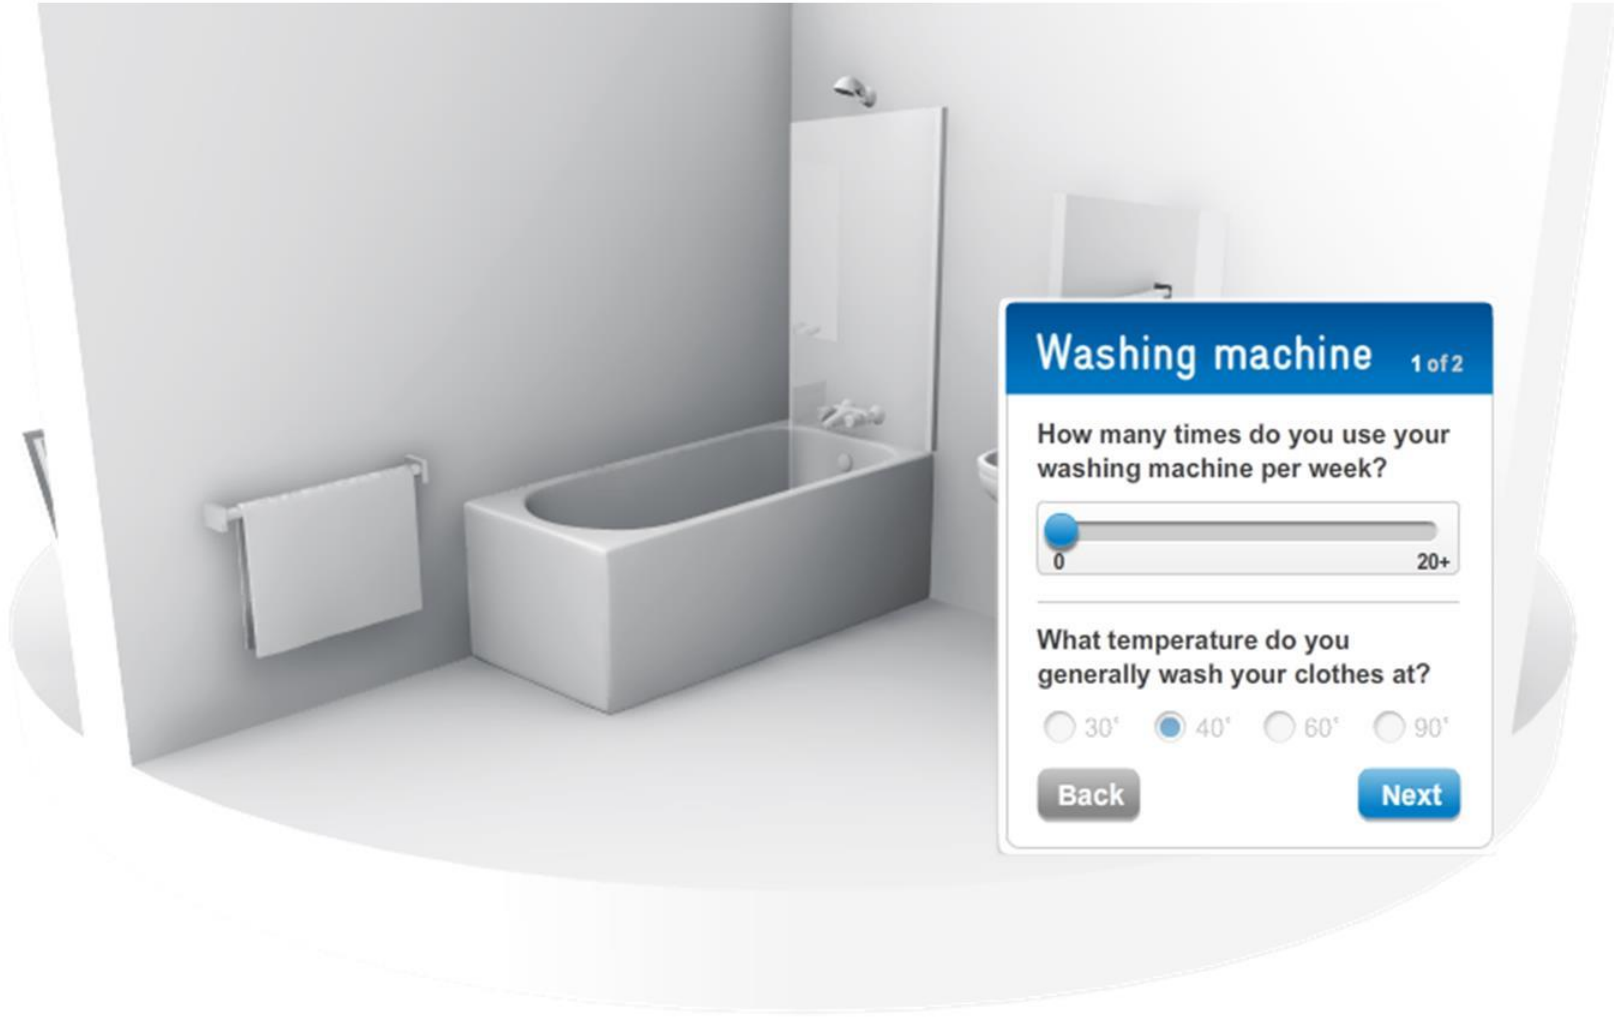 Washing machine 1 of 2
How many times do you use your
washing machine per week?
0 20+
What temperature do you
generally wash your clothes at?
30° 40° 60° 90°
Back Next